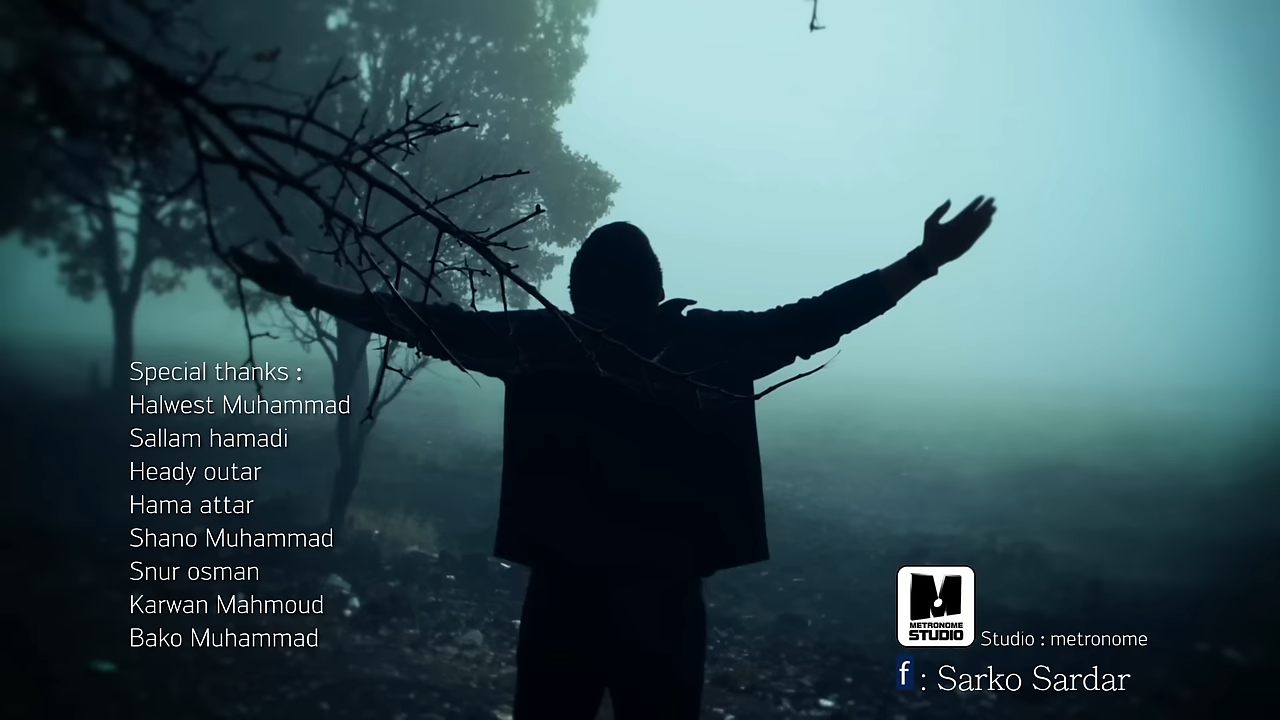 Special thanks :
Halwest Muhammad
Sallam hamadi
Heady outar
Hama attar
Shano Muhammad
Snur osman
Karwan Mahmoud
Bako Muhammad
M
METRONOME
STUDIO
Studio : metronome
f : Sarko Sardar